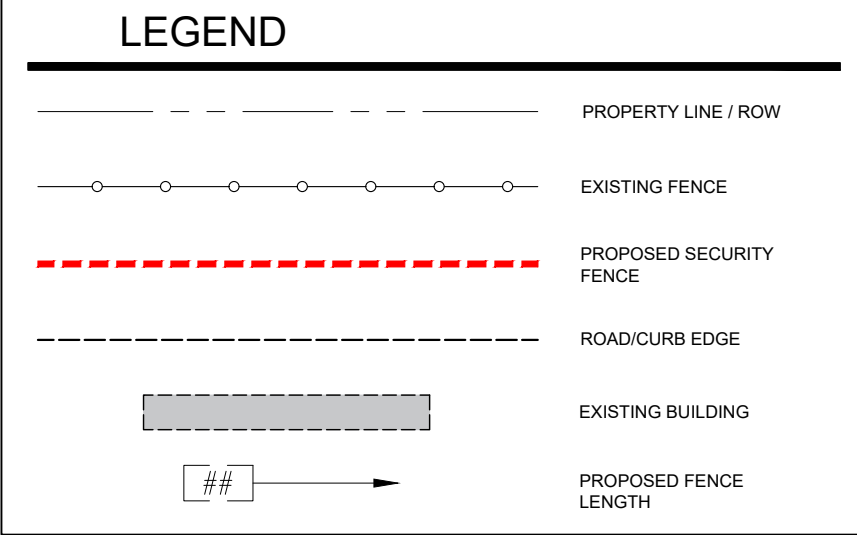 LEGEND
PROPERTY LINE / ROW
EXISTING FENCE
PROPOSED SECURITY
FENCE
ROAD/CURB EDGE
EXISTING BUILDING
##
PROPOSED FENCE
LENGTH